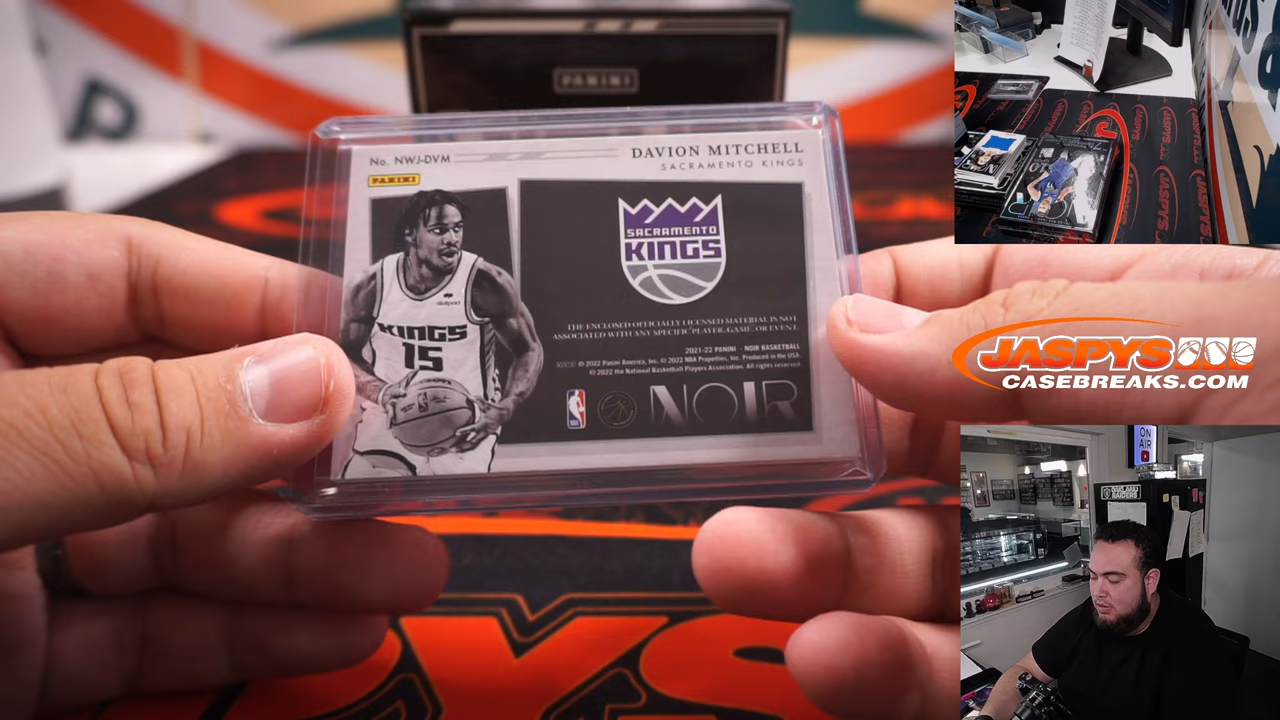 PANINI
No. NWJ-DVM
DAVION MITCHELL
SACRAMENTO KINGS
PANINI
SACRAMENTO
KINGS
KINGS
15
THE ENCLOSED OFFICIALLY LICENSED MATERIAL IS NOT
ASSOCIATED WITH ANY SPECIFIC PLAYER, GAME, OR EVENT.
2021-22 PANINI - NOIR BASKETBALL
© 2022 Panini America, Inc. © 2022 NBA Properties, Inc. Produced in the USA.
© 2022 the National Basketball Players Association. All rights reserved.
NOIR
JASPYS
CASEBREAKS.COM
ON
AIR
OAKLAND
RAIDERS